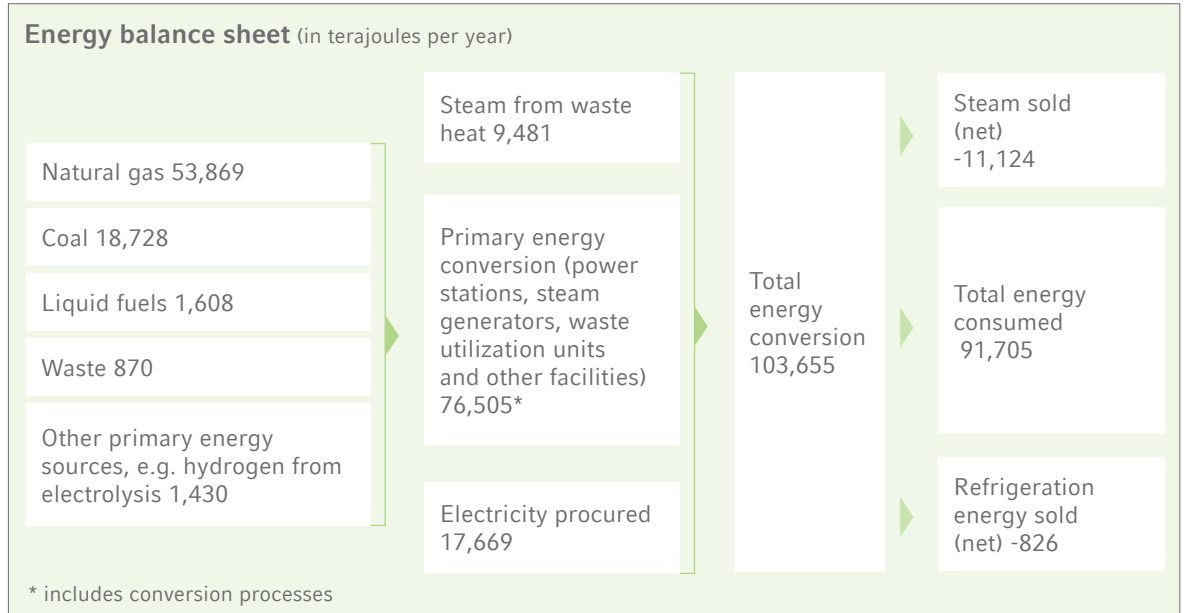 Energy balance sheet (in terajoules per year)
Natural gas 53,869
Coal 18,728
Liquid fuels 1,608
Waste 870
Other primary energy
sources, e.g. hydrogen from
electrolysis 1,430
Steam from waste
heat 9,481
Primary energy
conversion (power
stations, steam
generators, waste
utilization units
and other facilities)
76,505*
Electricity procured
17,669
Total
energy
conversion
103,655
Steam sold
(net)
-11,124
Total energy
consumed
91,705
Refrigeration
energy sold
(net) -826
* includes conversion processes